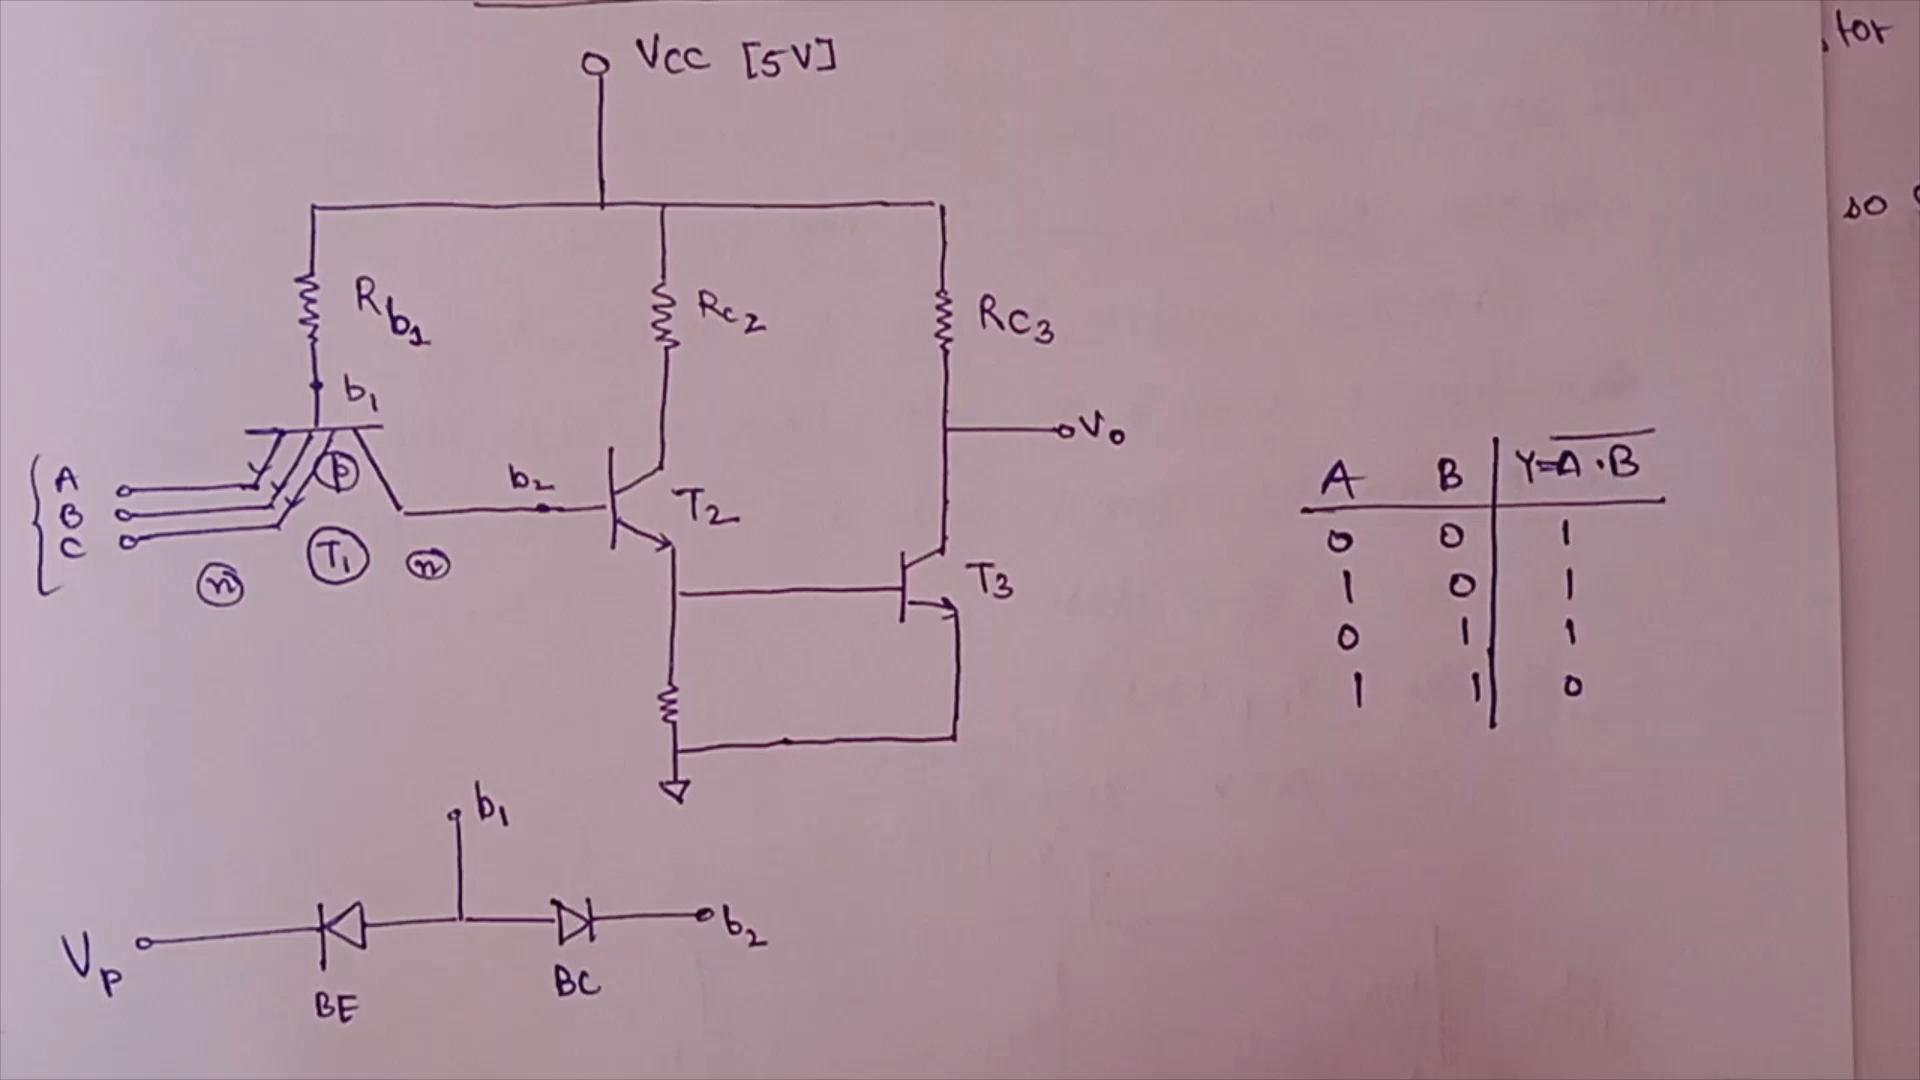 VCC [5V]
tor
so
Rb1
Rc2
RC3
b1
Vo
A
B
C
p
b2
T2
T1
n
n
T3
A B Y=A·B
0 0 1
1 0 1
0 1 1
1 1 0
b1
Vp
b2
BE
BC